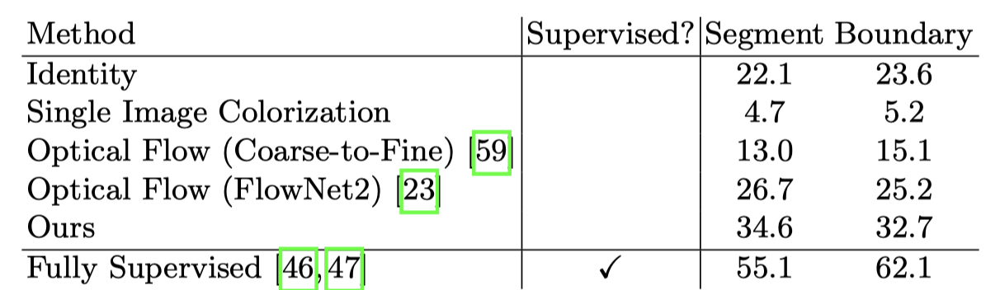 Method Supervised? Segment Boundary
Identity 22.1 23.6
Single Image Colorization 4.7 5.2
Optical Flow (Coarse-to-Fine) [59] 13.0 15.1
Optical Flow (FlowNet2) [23] 26.7 25.2
Ours 34.6 32.7
Fully Supervised [46,47] ✓ 55.1 62.1